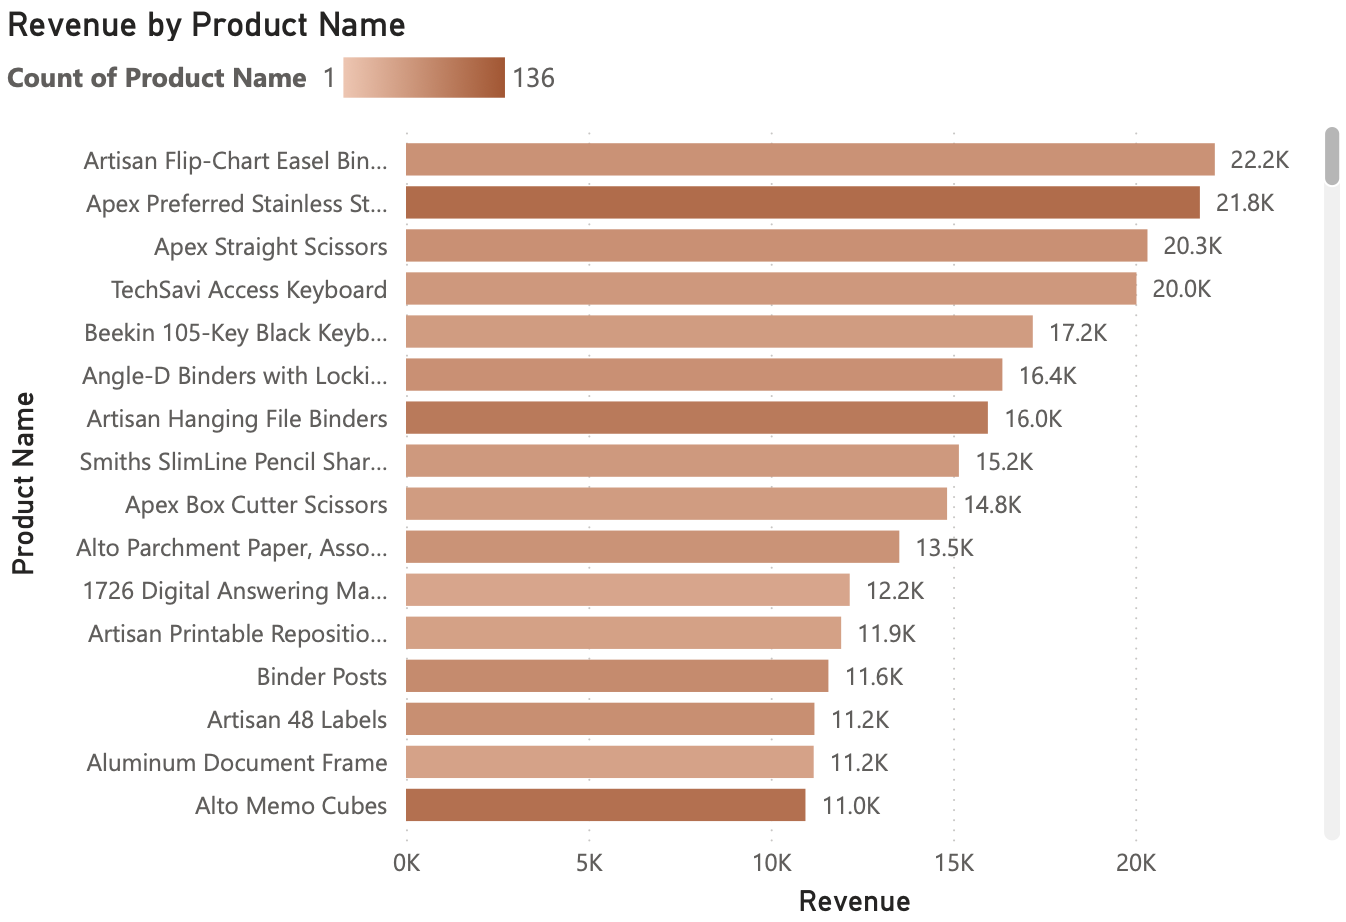 Revenue by Product Name
Count of Product Name 1 136
Artisan Flip-Chart Easel Bin... 22.2K
Apex Preferred Stainless St... 21.8K
Apex Straight Scissors 20.3K
TechSavi Access Keyboard 20.0K
Beekin 105-Key Black Keyb... 17.2K
Angle-D Binders with Locki... 16.4K
Artisan Hanging File Binders 16.0K
Smiths SlimLine Pencil Shar... 15.2K
Apex Box Cutter Scissors 14.8K
Alto Parchment Paper, Asso... 13.5K
1726 Digital Answering Ma... 12.2K
Artisan Printable Repositio... 11.9K
Binder Posts 11.6K
Artisan 48 Labels 11.2K
Aluminum Document Frame 11.2K
Alto Memo Cubes 11.0K
Product Name
0K 5K 10K 15K 20K
Revenue